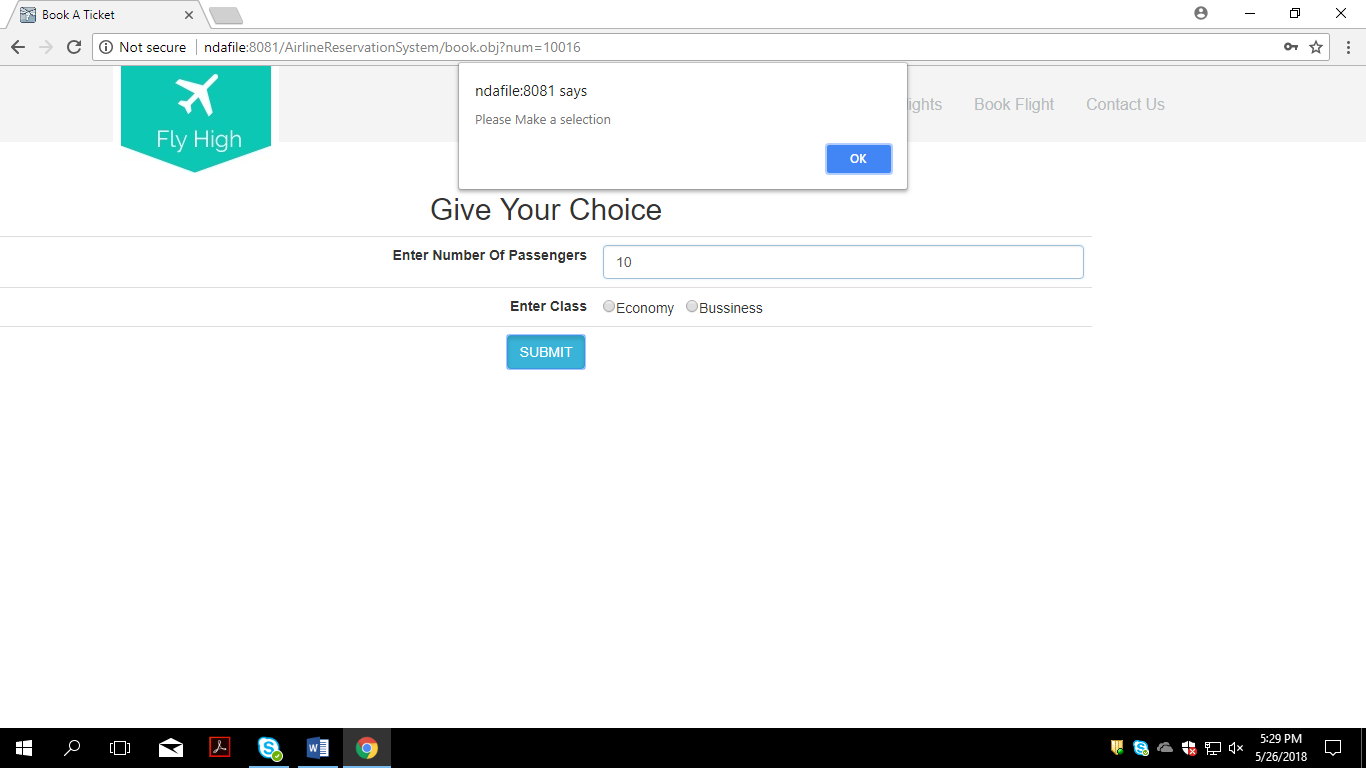 Book A Ticket
Not secure ndafile:8081/AirlineReservationSystem/book.obj?num=10016
Fly High
ndafile:8081 says
Please Make a selection
OK
ights Book Flight Contact Us
Give Your Choice
Enter Number Of Passengers 10
Enter Class Economy Bussiness
SUBMIT
5:29 PM
5/26/2018